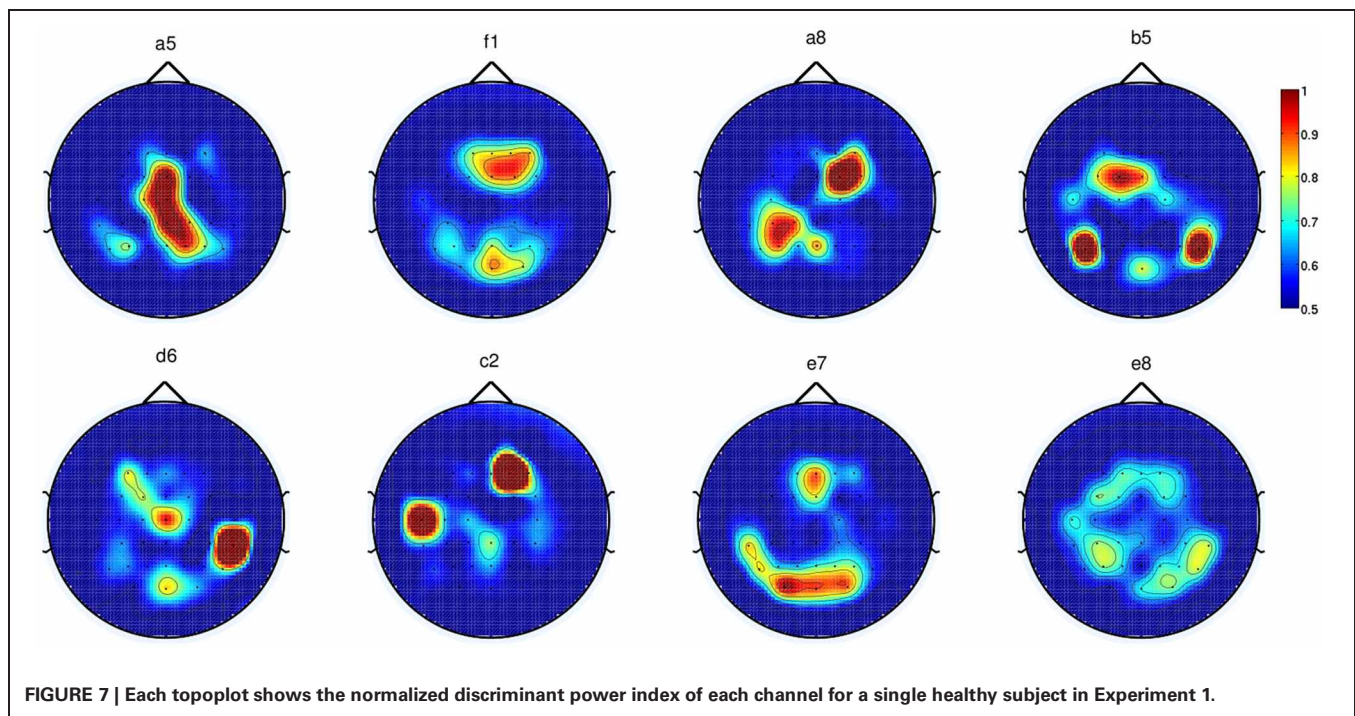 a5
f1
a8
b5
1
0.9
0.8
0.7
0.6
0.5
d6
c2
e7
e8
FIGURE 7 | Each topoplot shows the normalized discriminant power index of each channel for a single healthy subject in Experiment 1.